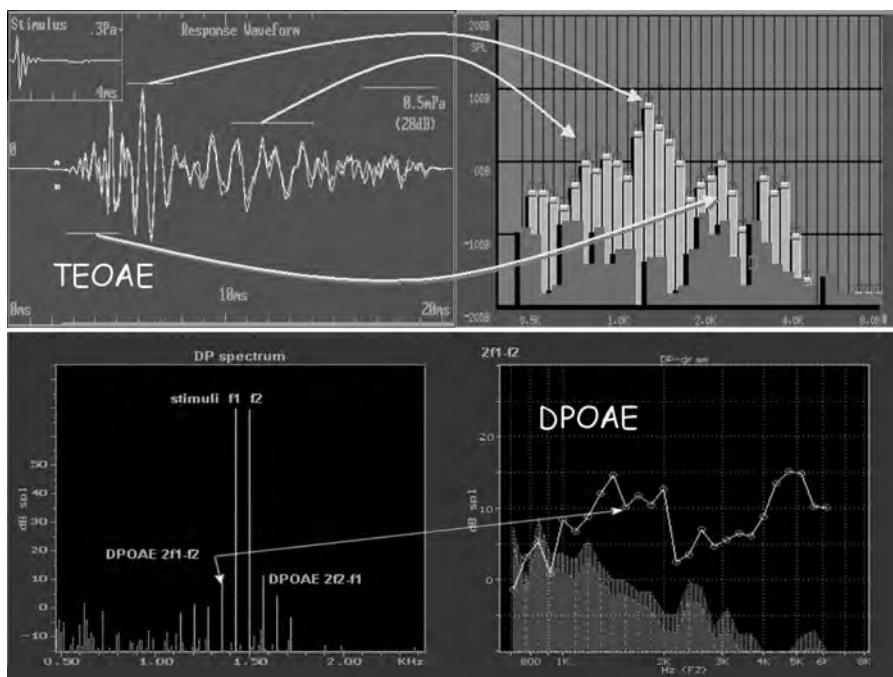 Stimulus
.3Pa
4ms
Response Waveform
0.5mPa
(28dB)
0
A
B
TEOAE
0ms
10ms
20ms
20dB
SPL
10dB
0dB
-10dB
-20dB
0.5K
1.0K
2.0K
4.0K
DP spectrum
stimuli f1 f2
50
40
30
20
10
0
-10
dB spl
DPOAE 2f1-f2
DPOAE 2f2-f1
0.50
1.00
1.50
2.00
KHz
2f1-f2
DP-gram
DPOAE
20
10
0
dB spl
800
1K
2K
3K
4K
5K
6K
8K
Hz (F2)